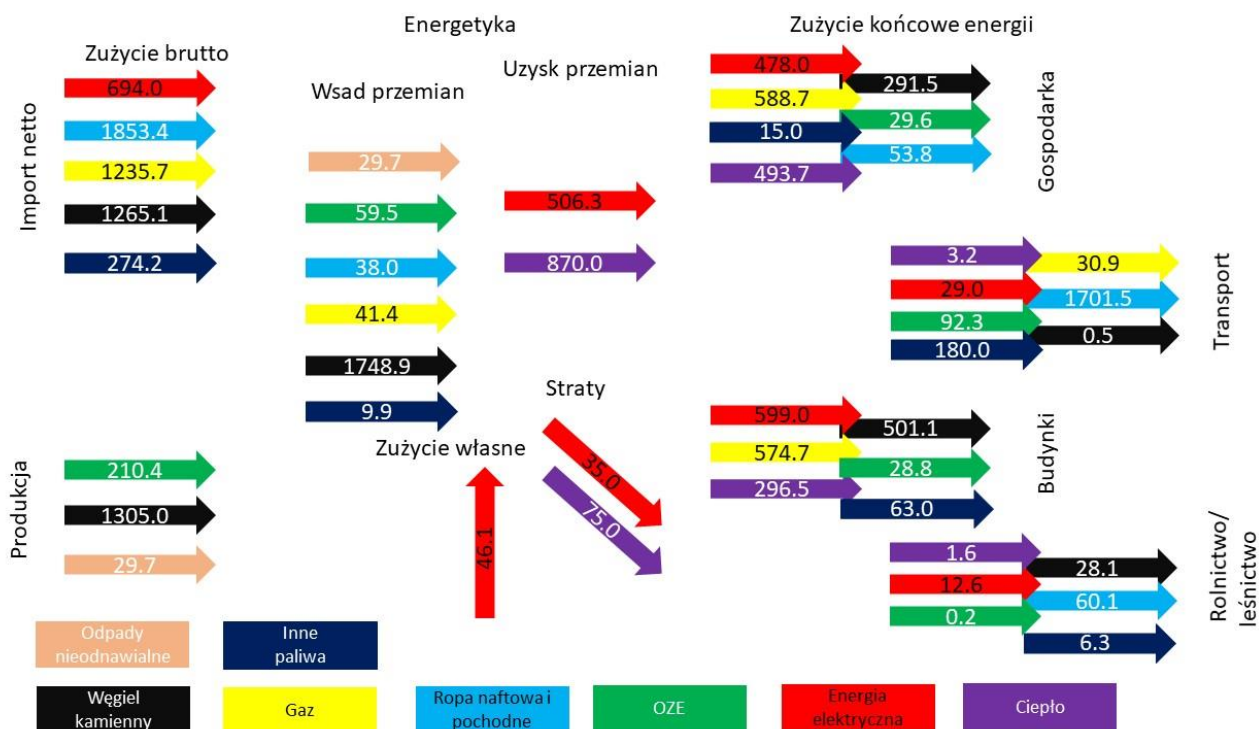 Energetyka
Zużycie końcowe energii
Zużycie brutto
Wsad przemian
Uzysk przemian
Import netto
694.0
1853.4
1235.7
1265.1
274.2
29.7
59.5
38.0
41.4
1748.9
9.9
506.3
870.0
478.0
588.7
15.0
493.7
291.5
29.6
53.8
Gospodarka
3.2
29.0
92.3
180.0
30.9
1701.5
0.5
Transport
Straty
35.0
75.0
Zużycie własne
46.1
Produkcja
210.4
1305.0
29.7
599.0
574.7
296.5
501.1
28.8
63.0
Budynki
1.6
12.6
0.2
28.1
60.1
6.3
Rolnictwo/
leśnictwo
Odpady
nieodnawialne
Inne
paliwa
Węgiel
kamienny
Gaz
Ropa naftowa i
pochodne
OZE
Energia
elektryczna
Ciepło